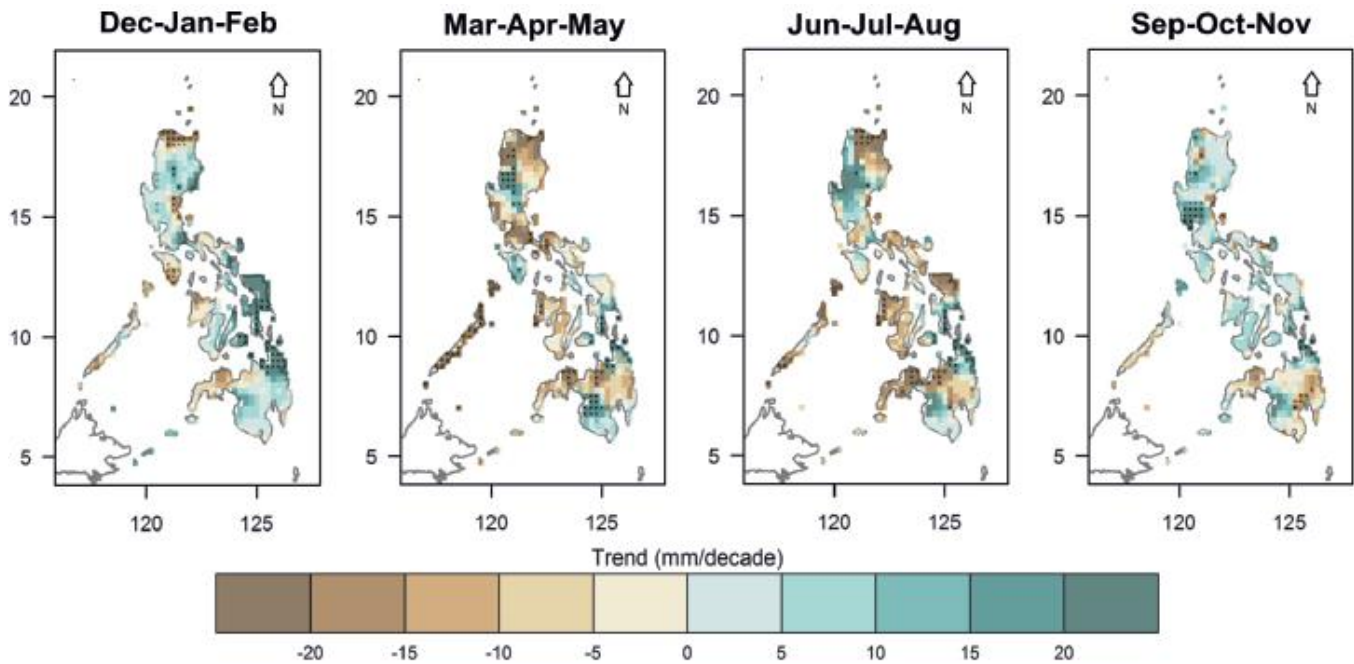 Dec-Jan-Feb Mar-Apr-May Jun-Jul-Aug Sep-Oct-Nov
N N N N
20 20 20 20
15 15 15 15
10 10 10 10
5 5 5 5
120 125 120 125 120 125 120 125
Trend (mm/decade)
-20 -15 -10 -5 0 5 10 15 20